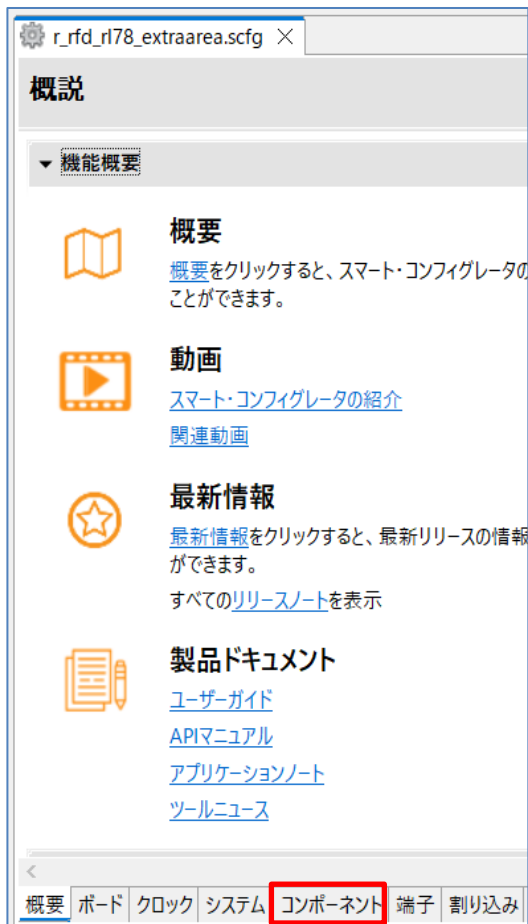 r_rfd_rl78_extraarea.scfg
概説
機能概要
概要
概要をクリックすると、スマート・コンフィグレータの
ことができます。
動画
スマート・コンフィグレータの紹介
関連動画
最新情報
最新情報をクリックすると、最新リリースの情報
ができます。
すべてのリリースノートを表示
製品ドキュメント
ユーザーガイド
APIマニュアル
アプリケーションノート
ツールニュース
概要 ボード クロック システム コンポーネント 端子 割り込み